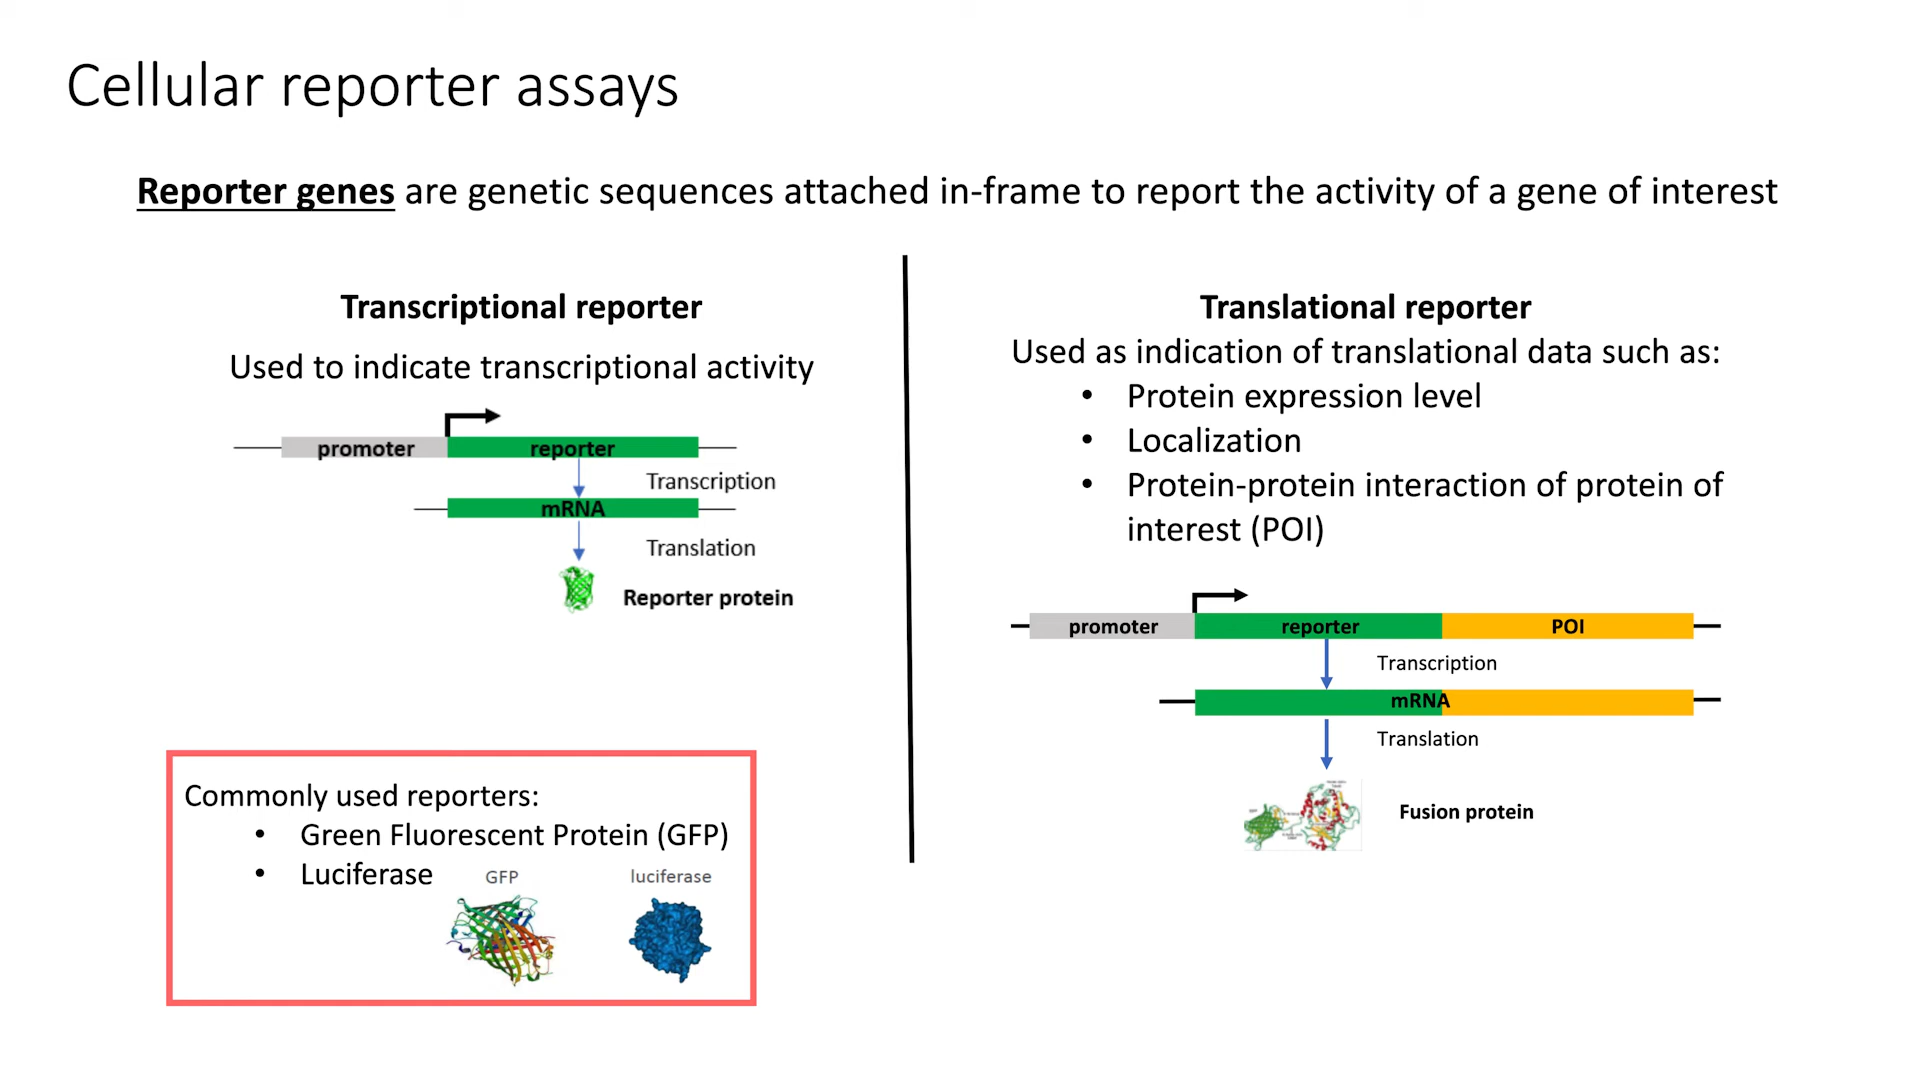 Cellular reporter assays
Reporter genes are genetic sequences attached in-frame to report the activity of a gene of interest
Transcriptional reporter
Used to indicate transcriptional activity
promoter reporter
Transcription
mRNA
Translation
Reporter protein
Commonly used reporters:
• Green Fluorescent Protein (GFP)
• Luciferase
GFP luciferase
Translational reporter
Used as indication of translational data such as:
• Protein expression level
• Localization
• Protein-protein interaction of protein of
interest (POI)
promoter reporter POI
Transcription
mRNA
Translation
Fusion protein